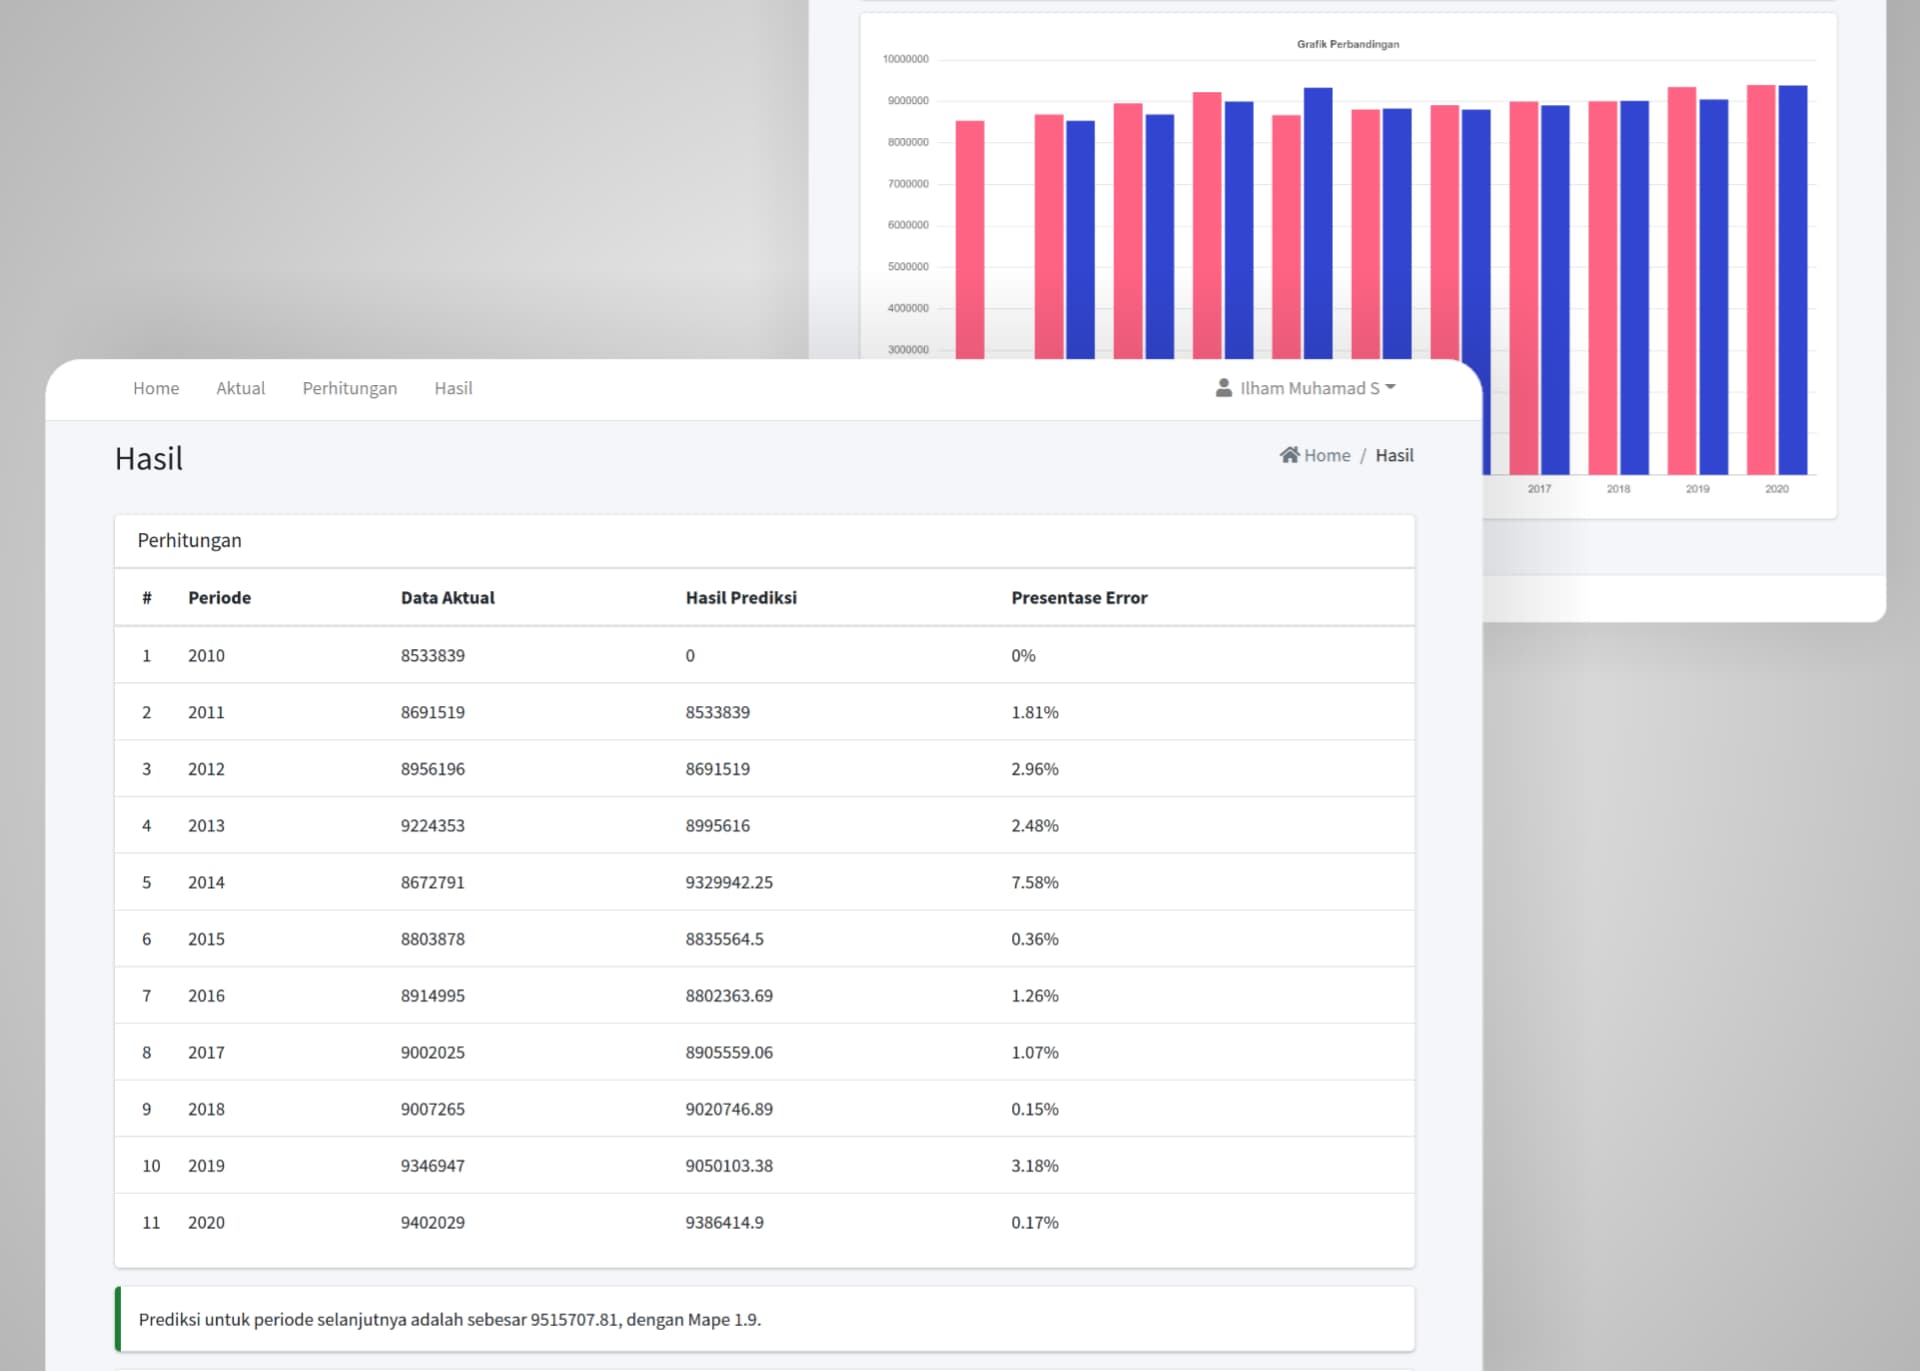 Grafik Perbandingan
10000000
9000000
8000000
7000000
6000000
5000000
4000000
3000000
2017 2018 2019 2020
Home Aktual Perhitungan Hasil Ilham Muhamad S
Hasil
Home / Hasil
Perhitungan
# Periode Data Aktual Hasil Prediksi Presentase Error
1 2010 8533839 0 0%
2 2011 8691519 8533839 1.81%
3 2012 8956196 8691519 2.96%
4 2013 9224353 8995616 2.48%
5 2014 8672791 9329942.25 7.58%
6 2015 8803878 8835564.5 0.36%
7 2016 8914995 8802363.69 1.26%
8 2017 9002025 8905559.06 1.07%
9 2018 9007265 9020746.89 0.15%
10 2019 9346947 9050103.38 3.18%
11 2020 9402029 9386414.9 0.17%
Prediksi untuk periode selanjutnya adalah sebesar 9515707.81, dengan Mape 1.9.